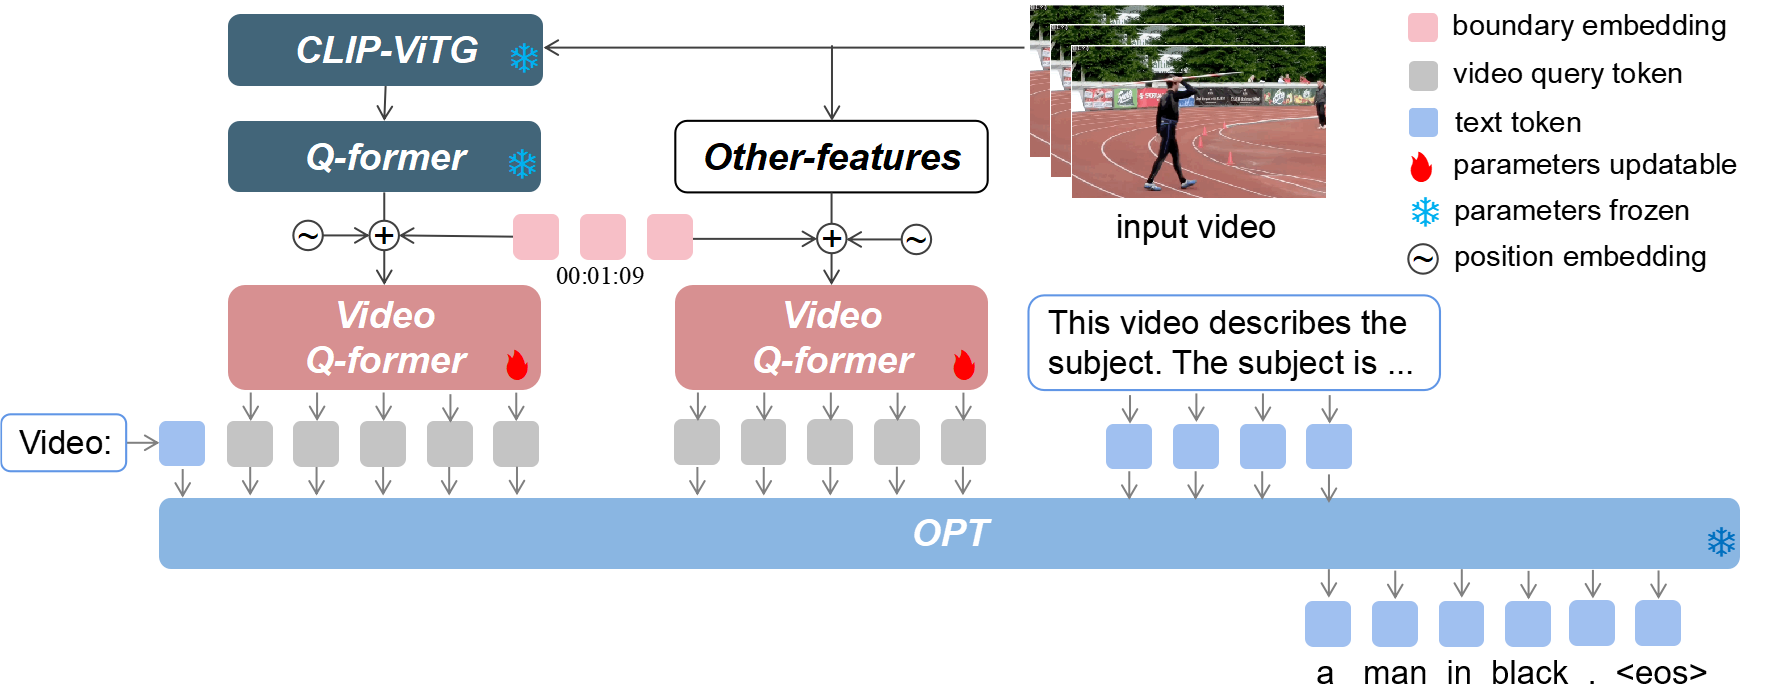 CLIP-ViTG
Q-former
Other-features
input video
boundary embedding
video query token
text token
parameters updatable
parameters frozen
position embedding
00:01:09
Video
Q-former
Video
Q-former
This video describes the
subject. The subject is ...
Video:
OPT
a man in black . <eos>